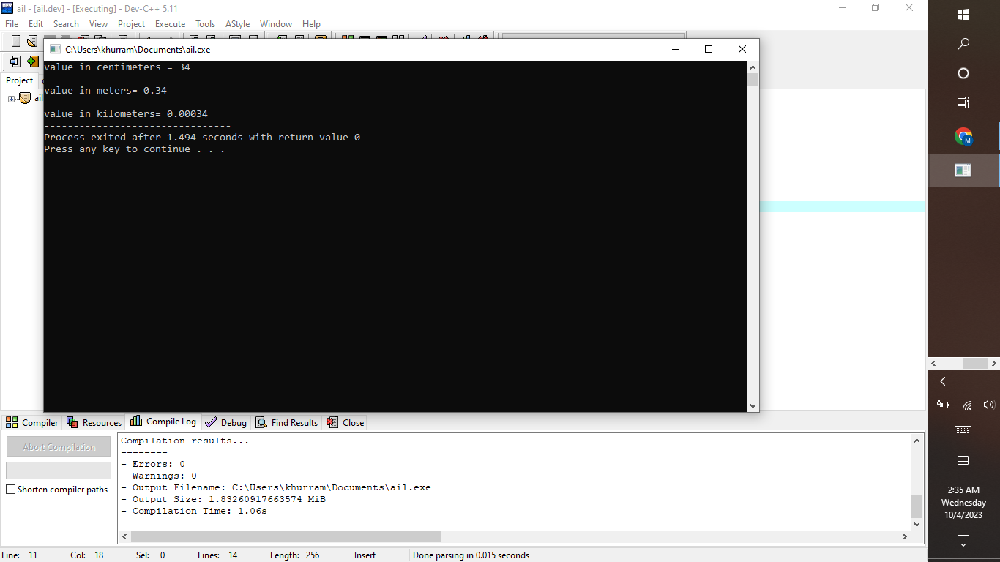 ail - [ail.dev] - [Executing] - Dev-C++ 5.11
File Edit Search View Project Execute Tools AStyle Window Help
C:\Users\khurram\Documents\ail.exe
value in centimeters = 34
value in meters= 0.34
value in kilometers= 0.00034
--------------------------------
Process exited after 1.494 seconds with return value 0
Press any key to continue . . .
Project
ail
Compiler Resources Compile Log Debug Find Results Close
Abort Compilation
Shorten compiler paths
Compilation results...
--------
- Errors: 0
- Warnings: 0
- Output Filename: C:\Users\khurram\Documents\ail.exe
- Output Size: 1.83260917663574 MiB
- Compilation Time: 1.06s
Line: 11 Col: 18 Sel: 0 Lines: 14 Length: 256 Insert Done parsing in 0.015 seconds
M
2:35 AM
Wednesday
10/4/2023